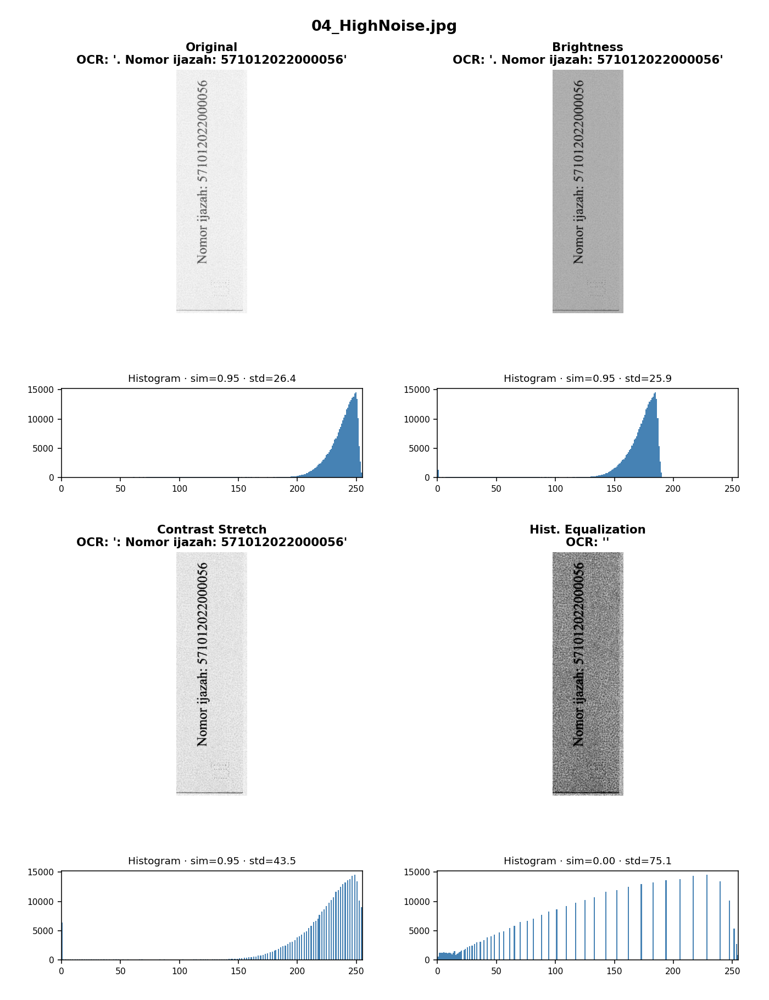 04_HighNoise.jpg
Original
OCR: '. Nomor ijazah: 571012022000056'
Nomor ijazah: 571012022000056
Brightness
OCR: '. Nomor ijazah: 571012022000056'
Nomor ijazah: 571012022000056
Histogram · sim=0.95 · std=26.4
15000
10000
5000
0
0 50 100 150 200 250
Histogram · sim=0.95 · std=25.9
15000
10000
5000
0
0 50 100 150 200 250
Contrast Stretch
OCR: ': Nomor ijazah: 571012022000056'
Nomor ijazah: 571012022000056
Hist. Equalization
OCR: ''
Nomor ijazah: 571012022000056
Histogram · sim=0.95 · std=43.5
15000
10000
5000
0
0 50 100 150 200 250
Histogram · sim=0.00 · std=75.1
15000
10000
5000
0
0 50 100 150 200 250